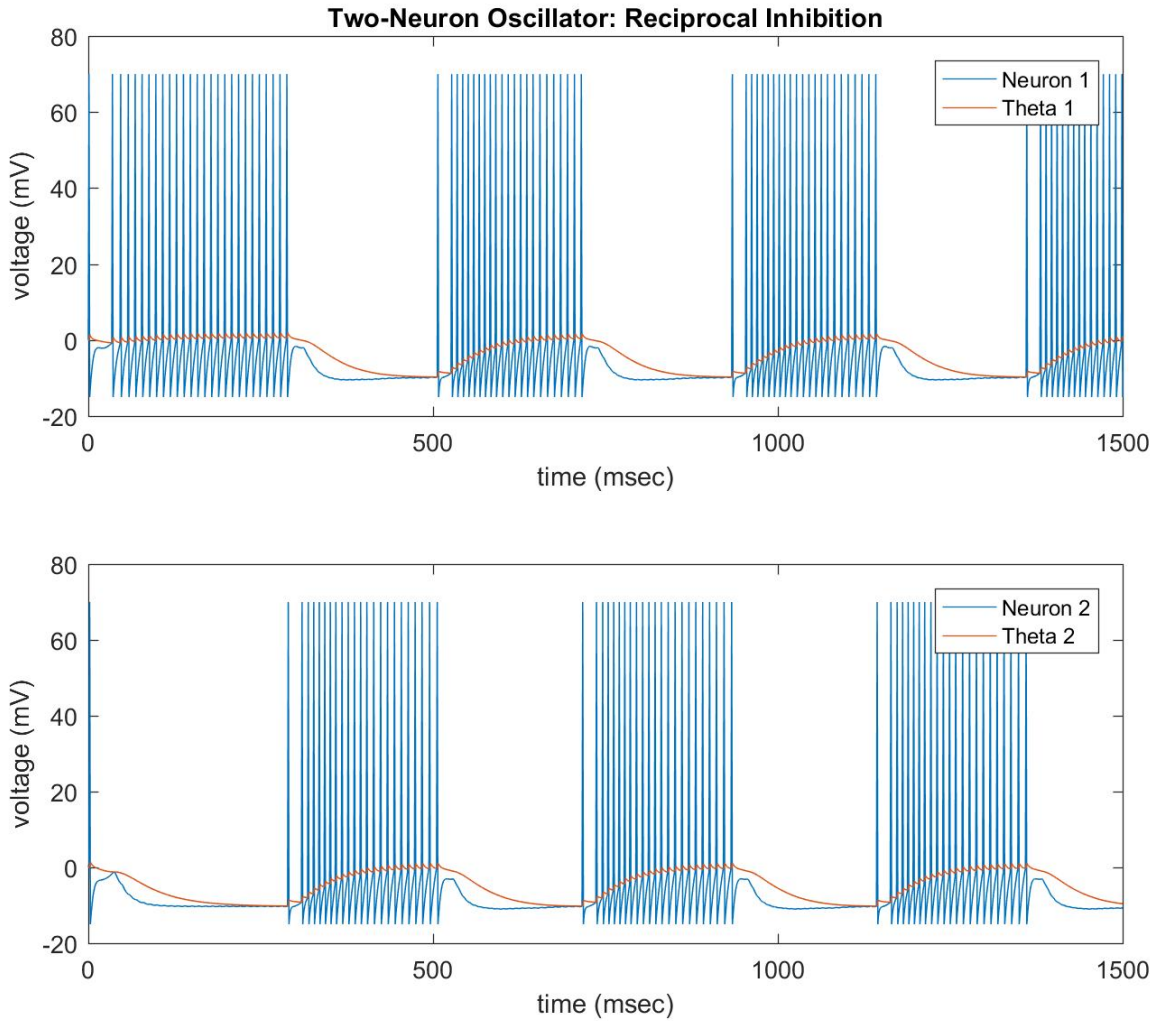 Two-Neuron Oscillator: Reciprocal Inhibition
80
60
40
20
0
-20
voltage (mV)
Neuron 1
Theta 1
0 500 1000 1500
time (msec)
80
60
40
20
0
-20
voltage (mV)
Neuron 2
Theta 2
0 500 1000 1500
time (msec)